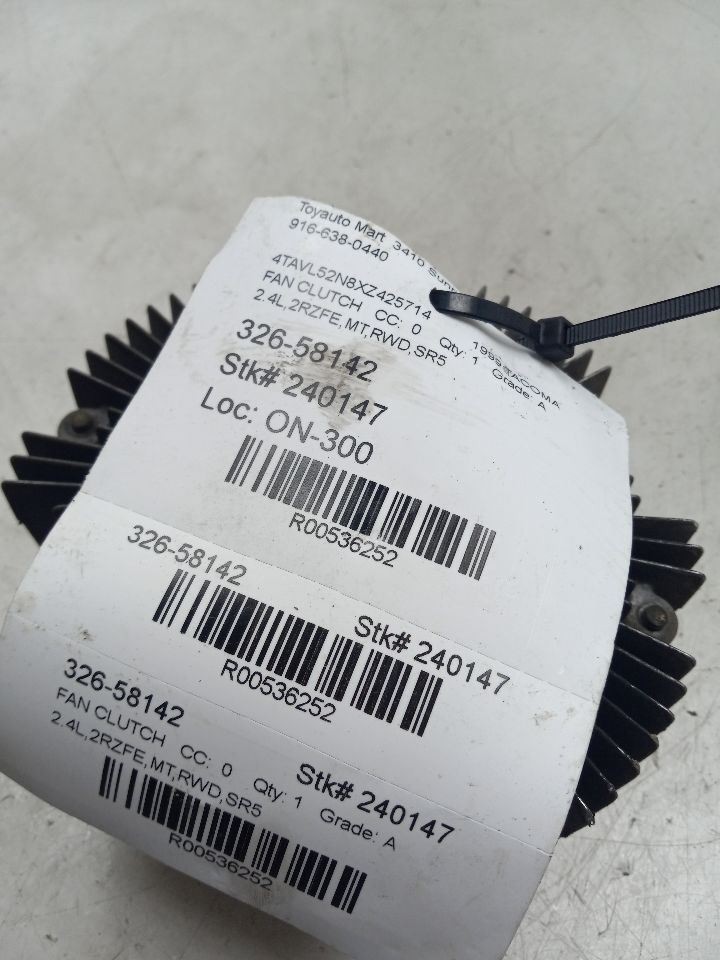 Toyauto Mart 3410
916-638-0440
4TAVL52N8XZ425714 1999 TACOMA
FAN CLUTCH CC: 0 Qty: 1 Grade: A
2.4L,2RZFE,MT,RWD,SR5
326-58142
Stk# 240147
Loc: ON-300
R00536252
326-58142 Stk# 240147
R00536252
326-58142 Stk# 240147
FAN CLUTCH CC: 0 Qty: 1 Grade: A
2.4L,2RZFE,MT,RWD,SR5
R00536252